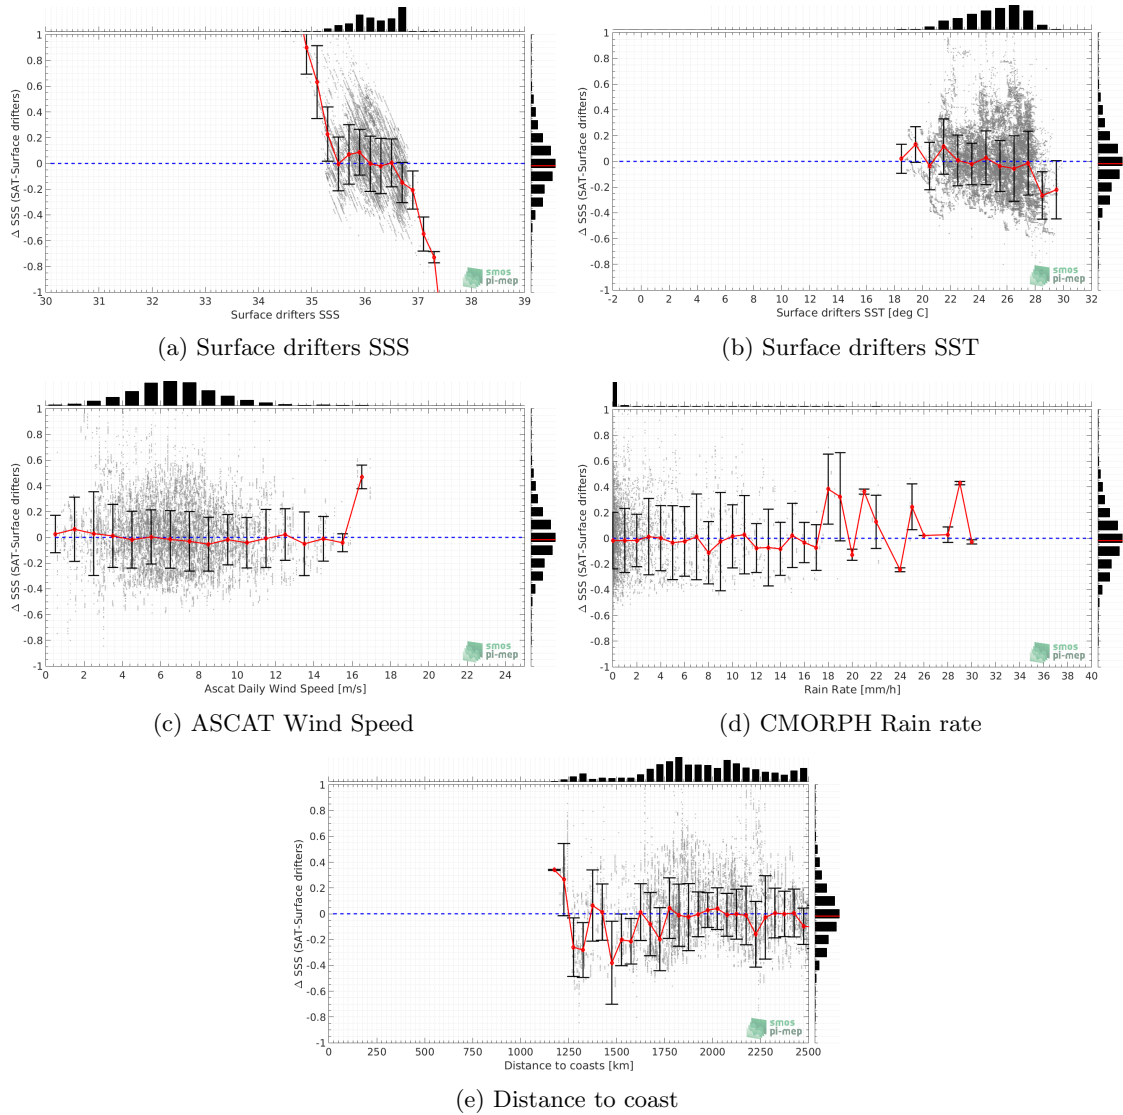 1
0.8
0.6
0.4
0.2
0
-0.2
-0.4
-0.6
-0.8
-1
Δ SSS (SAT-Surface drifters)
smos
pi-mep
30 31 32 33 34 35 36 37 38 39
Surface drifters SSS
(a) Surface drifters SSS
1
0.8
0.6
0.4
0.2
0
-0.2
-0.4
-0.6
-0.8
-1
Δ SSS (SAT-Surface drifters)
smos
pi-mep
-2 0 2 4 6 8 10 12 14 16 18 20 22 24 26 28 30 32
Surface drifters SST [deg C]
(b) Surface drifters SST
1
0.8
0.6
0.4
0.2
0
-0.2
-0.4
-0.6
-0.8
-1
Δ SSS (SAT-Surface drifters)
smos
pi-mep
0 2 4 6 8 10 12 14 16 18 20 22 24
Ascat Daily Wind Speed [m/s]
(c) ASCAT Wind Speed
1
0.8
0.6
0.4
0.2
0
-0.2
-0.4
-0.6
-0.8
-1
Δ SSS (SAT-Surface drifters)
smos
pi-mep
0 2 4 6 8 10 12 14 16 18 20 22 24 26 28 30 32 34 36 38 40
Rain Rate [mm/h]
(d) CMORPH Rain rate
1
0.8
0.6
0.4
0.2
0
-0.2
-0.4
-0.6
-0.8
-1
Δ SSS (SAT-Surface drifters)
smos
pi-mep
0 250 500 750 1000 1250 1500 1750 2000 2250 2500
Distance to coasts [km]
(e) Distance to coast